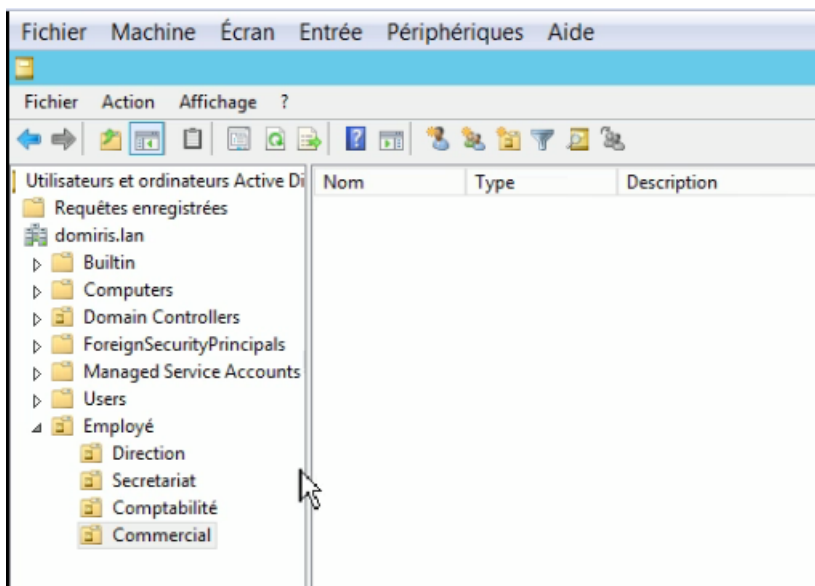 Fichier Machine Écran Entrée Périphériques Aide
Fichier Action Affichage ?
Utilisateurs et ordinateurs Active Di
Nom Type Description
Requêtes enregistrées
domiris.lan
Builtin
Computers
Domain Controllers
ForeignSecurityPrincipals
Managed Service Accounts
Users
Employé
Direction
Secretariat
Comptabilité
Commercial